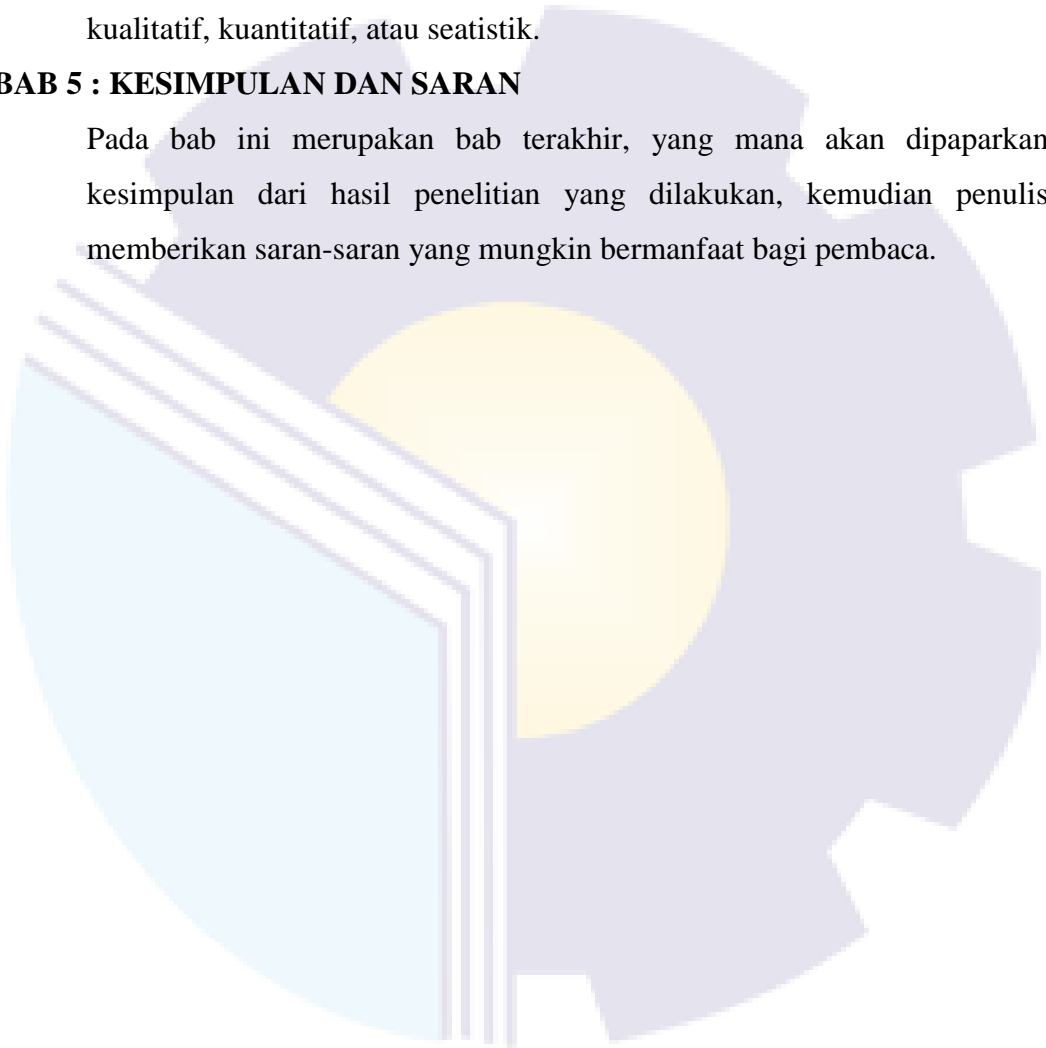 kualitatif, kuantitatif, atau seatistik.
BAB 5 : KESIMPULAN DAN SARAN
Pada bab ini merupakan bab terakhir, yang mana akan dipaparkan
kesimpulan dari hasil penelitian yang dilakukan, kemudian penulis
memberikan saran-saran yang mungkin bermanfaat bagi pembaca.